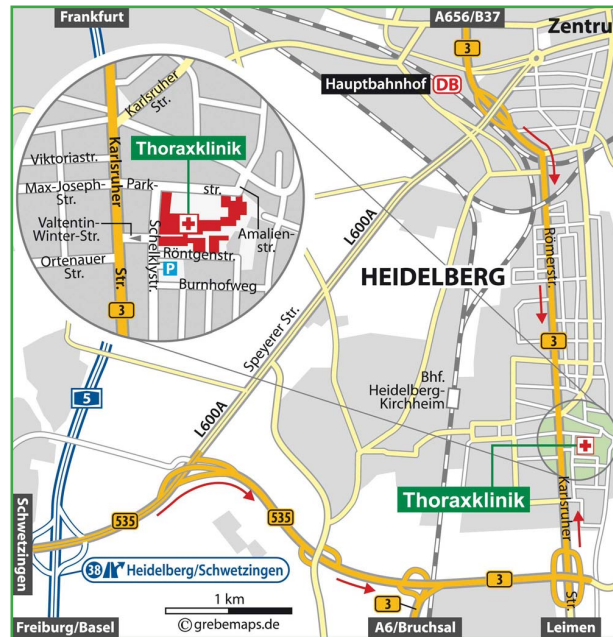 Frankfurt
A656/B37
3
Zentru
Hauptbahnhof DB
3
Karlsruher
Str.
Karlsruher
Str.
3
Thoraxklinik
Viktoriastr.
Max-Joseph-
Str.
Park-
str.
Valtentin-
Winter-Str.
Scheffelstr.
Amalien-
str.
Ortenauer
Str.
Röntgenstr.
P
Burnhofweg
L600A
Römerstr.
HEIDELBERG
3
Speyerer Str.
5
Bhf.
Heidelberg-
Kirchheim
L600A
Thoraxklinik
Karlsruher
Str.
Schwetzingen
535
535
38 Heidelberg/Schwetzingen
3
3
1 km
© grebemaps.de
Freiburg/Basel
A6/Bruchsal
Leimen